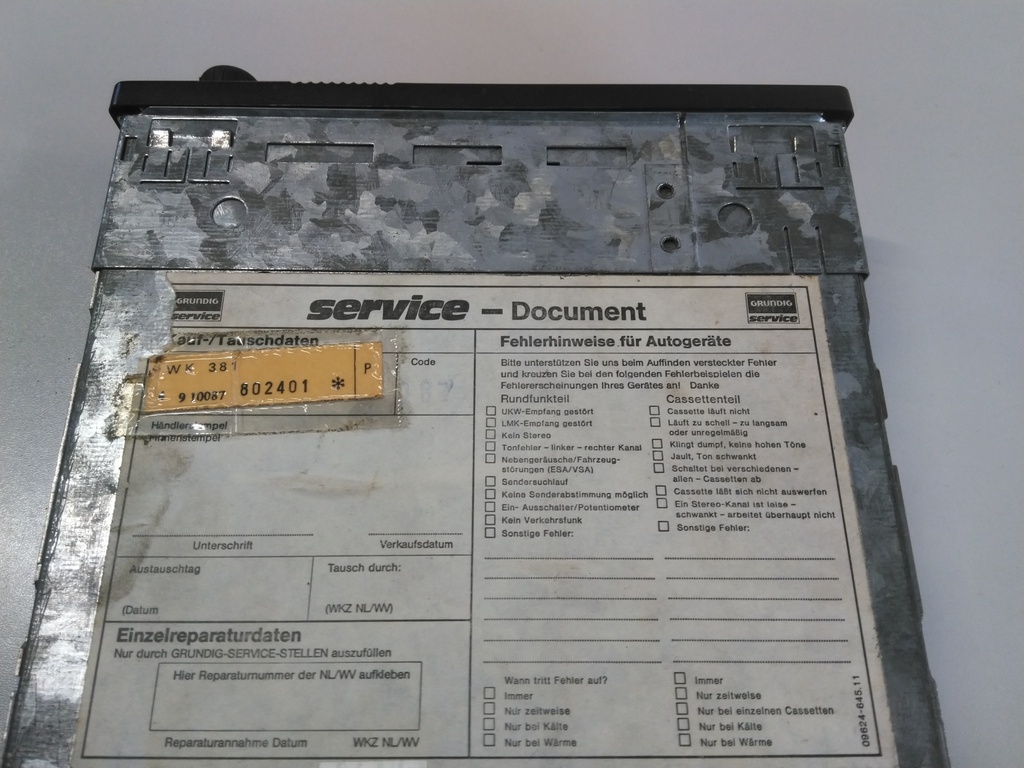 GRUNDIG
service
service – Document
GRUNDIG
service
Kauf-/Tauschdaten
WK 381
P
Code
9 10087 802401 *
Händlerstempel
Firmenstempel
Unterschrift
Verkaufsdatum
Austauschtag
Tausch durch:
(Datum
(WKZ NL/WV)
Einzelreparaturdaten
Nur durch GRUNDIG-SERVICE-STELLEN auszufüllen
Hier Reparaturnummer der NL/WV aufkleben
Reparaturannahme Datum
WKZ NL/WV
Fehlerhinweise für Autogeräte
Bitte unterstützen Sie uns beim Auffinden versteckter Fehler
und kreuzen Sie bei den folgenden Fehlerbeispielen die
Fehlererscheinungen Ihres Gerätes an! Danke
Rundfunkteil
UKW-Empfang gestört
LMK-Empfang gestört
Kein Stereo
Tonfehler – linker – rechter Kanal
Nebengeräusche/Fahrzeug-
störungen (ESA/VSA)
Sendersuchlauf
Keine Senderabstimmung möglich
Ein- Ausschalter/Potentiometer
Kein Verkehrsfunk
Sonstige Fehler:
Cassettenteil
Cassette läuft nicht
Läuft zu schnell – zu langsam
oder unregelmäßig
Klingt dumpf, keine hohen Töne
Jault, Ton schwankt
Schaltet bei verschiedenen –
allen – Cassetten ab
Cassette läßt sich nicht auswerfen
Ein Stereo-Kanal ist leise –
schwankt – arbeitet überhaupt nicht
Sonstige Fehler:
Wann tritt Fehler auf?
Immer
Nur zeitweise
Nur bei Kälte
Nur bei Wärme
Immer
Nur zeitweise
Nur bei einzelnen Cassetten
Nur bei Kälte
Nur bei Wärme
09624-645.11